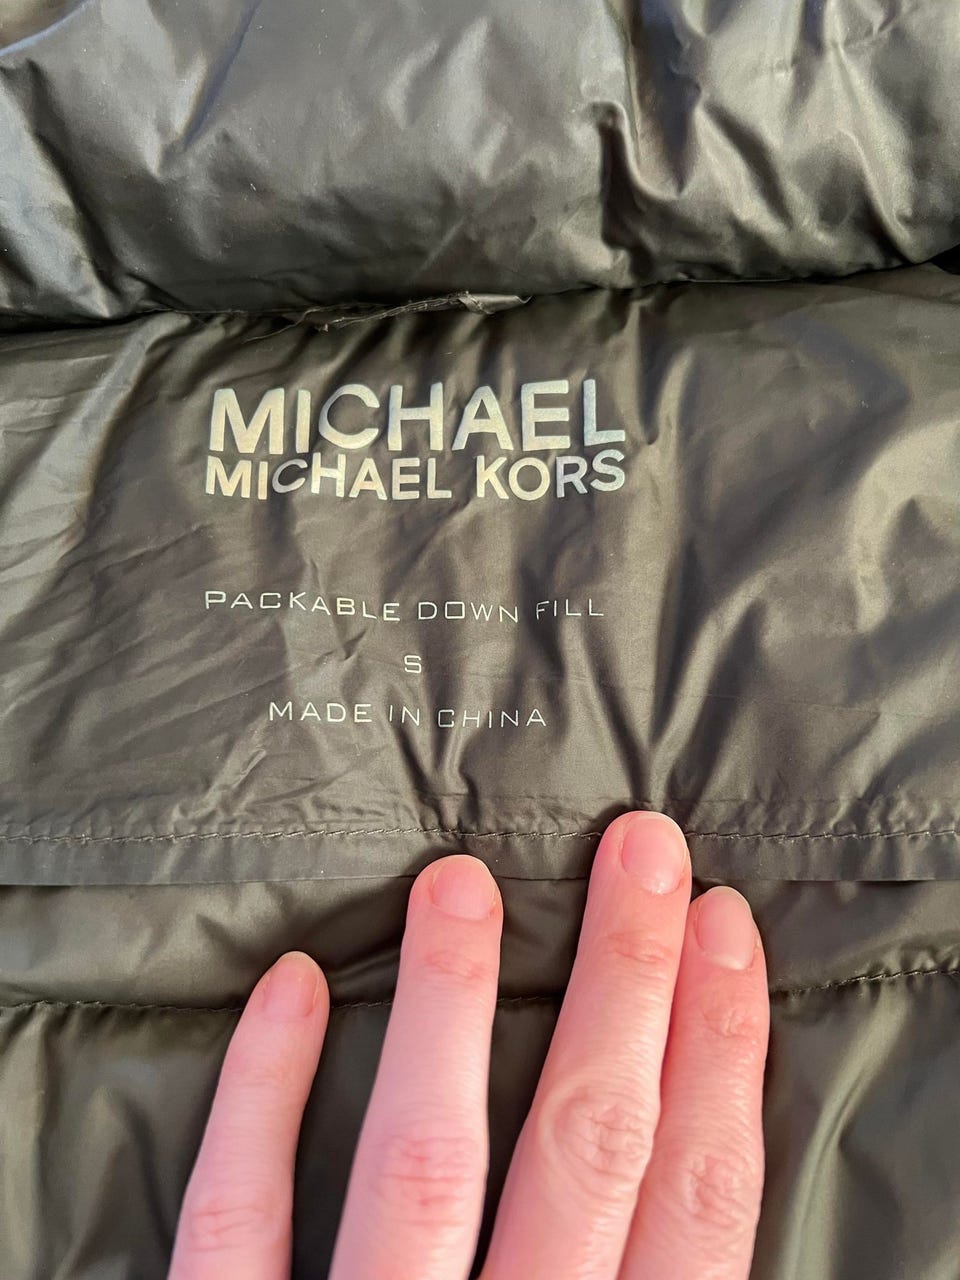 MICHAEL
MICHAEL KORS
PACKABLE DOWN FILL
S
MADE IN CHINA